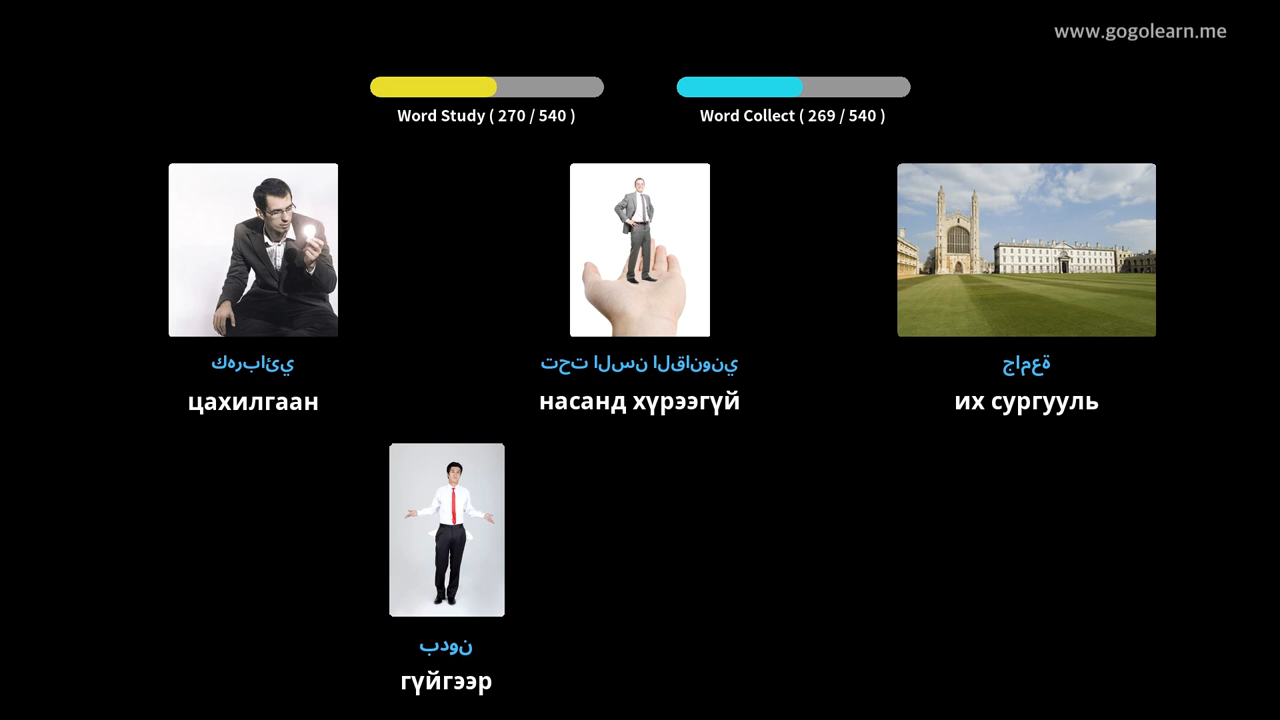 www.gogolearn.me
Word Study ( 270 / 540 )
Word Collect ( 269 / 540 )
كهربائي
цахилгаан
تحت السن القانوني
насанд хүрээгүй
جامعة
их сургууль
بدون
гүйгээр